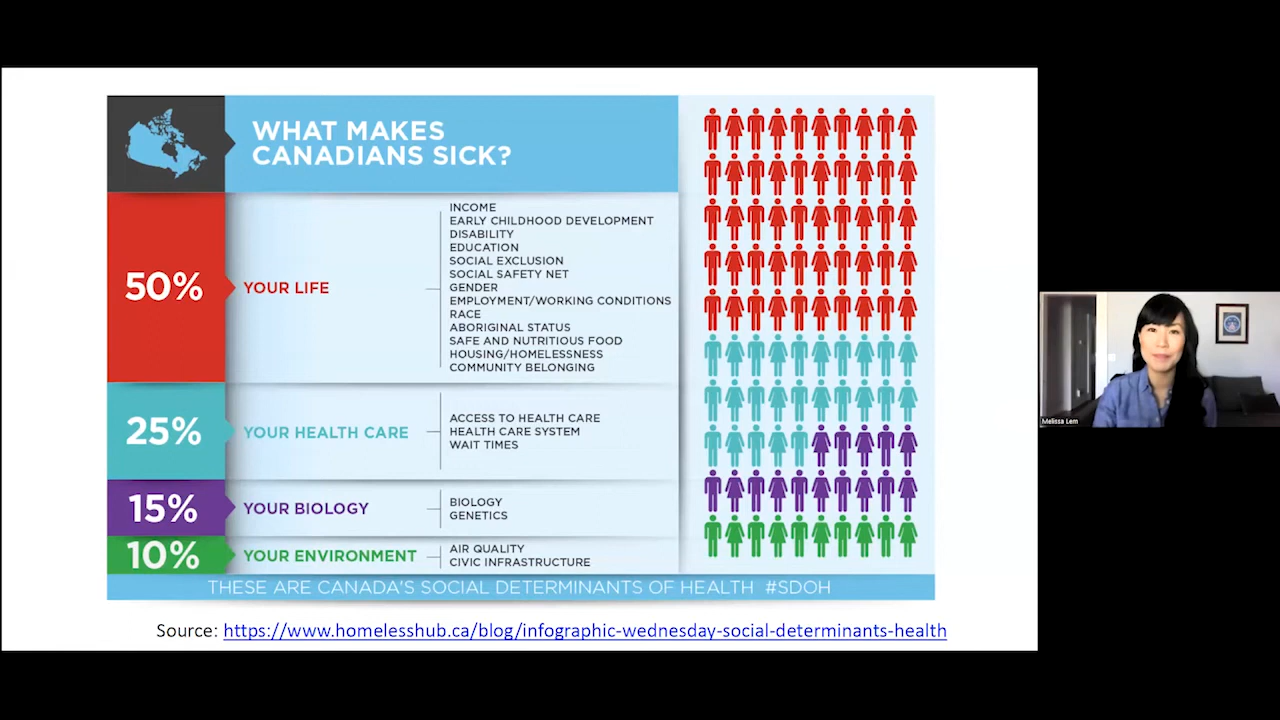 WHAT MAKES
CANADIANS SICK?
50%
YOUR LIFE
INCOME
EARLY CHILDHOOD DEVELOPMENT
DISABILITY
EDUCATION
SOCIAL EXCLUSION
SOCIAL SAFETY NET
GENDER
EMPLOYMENT/WORKING CONDITIONS
RACE
ABORIGINAL STATUS
SAFE AND NUTRITIOUS FOOD
HOUSING/HOMELESSNESS
COMMUNITY BELONGING
25%
YOUR HEALTH CARE
ACCESS TO HEALTH CARE
HEALTH CARE SYSTEM
WAIT TIMES
15%
YOUR BIOLOGY
BIOLOGY
GENETICS
10%
YOUR ENVIRONMENT
AIR QUALITY
CIVIC INFRASTRUCTURE
THESE ARE CANADA'S SOCIAL DETERMINANTS OF HEALTH #SDOH
Source: https://www.homelesshub.ca/blog/infographic-wednesday-social-determinants-health
Melissa Lem